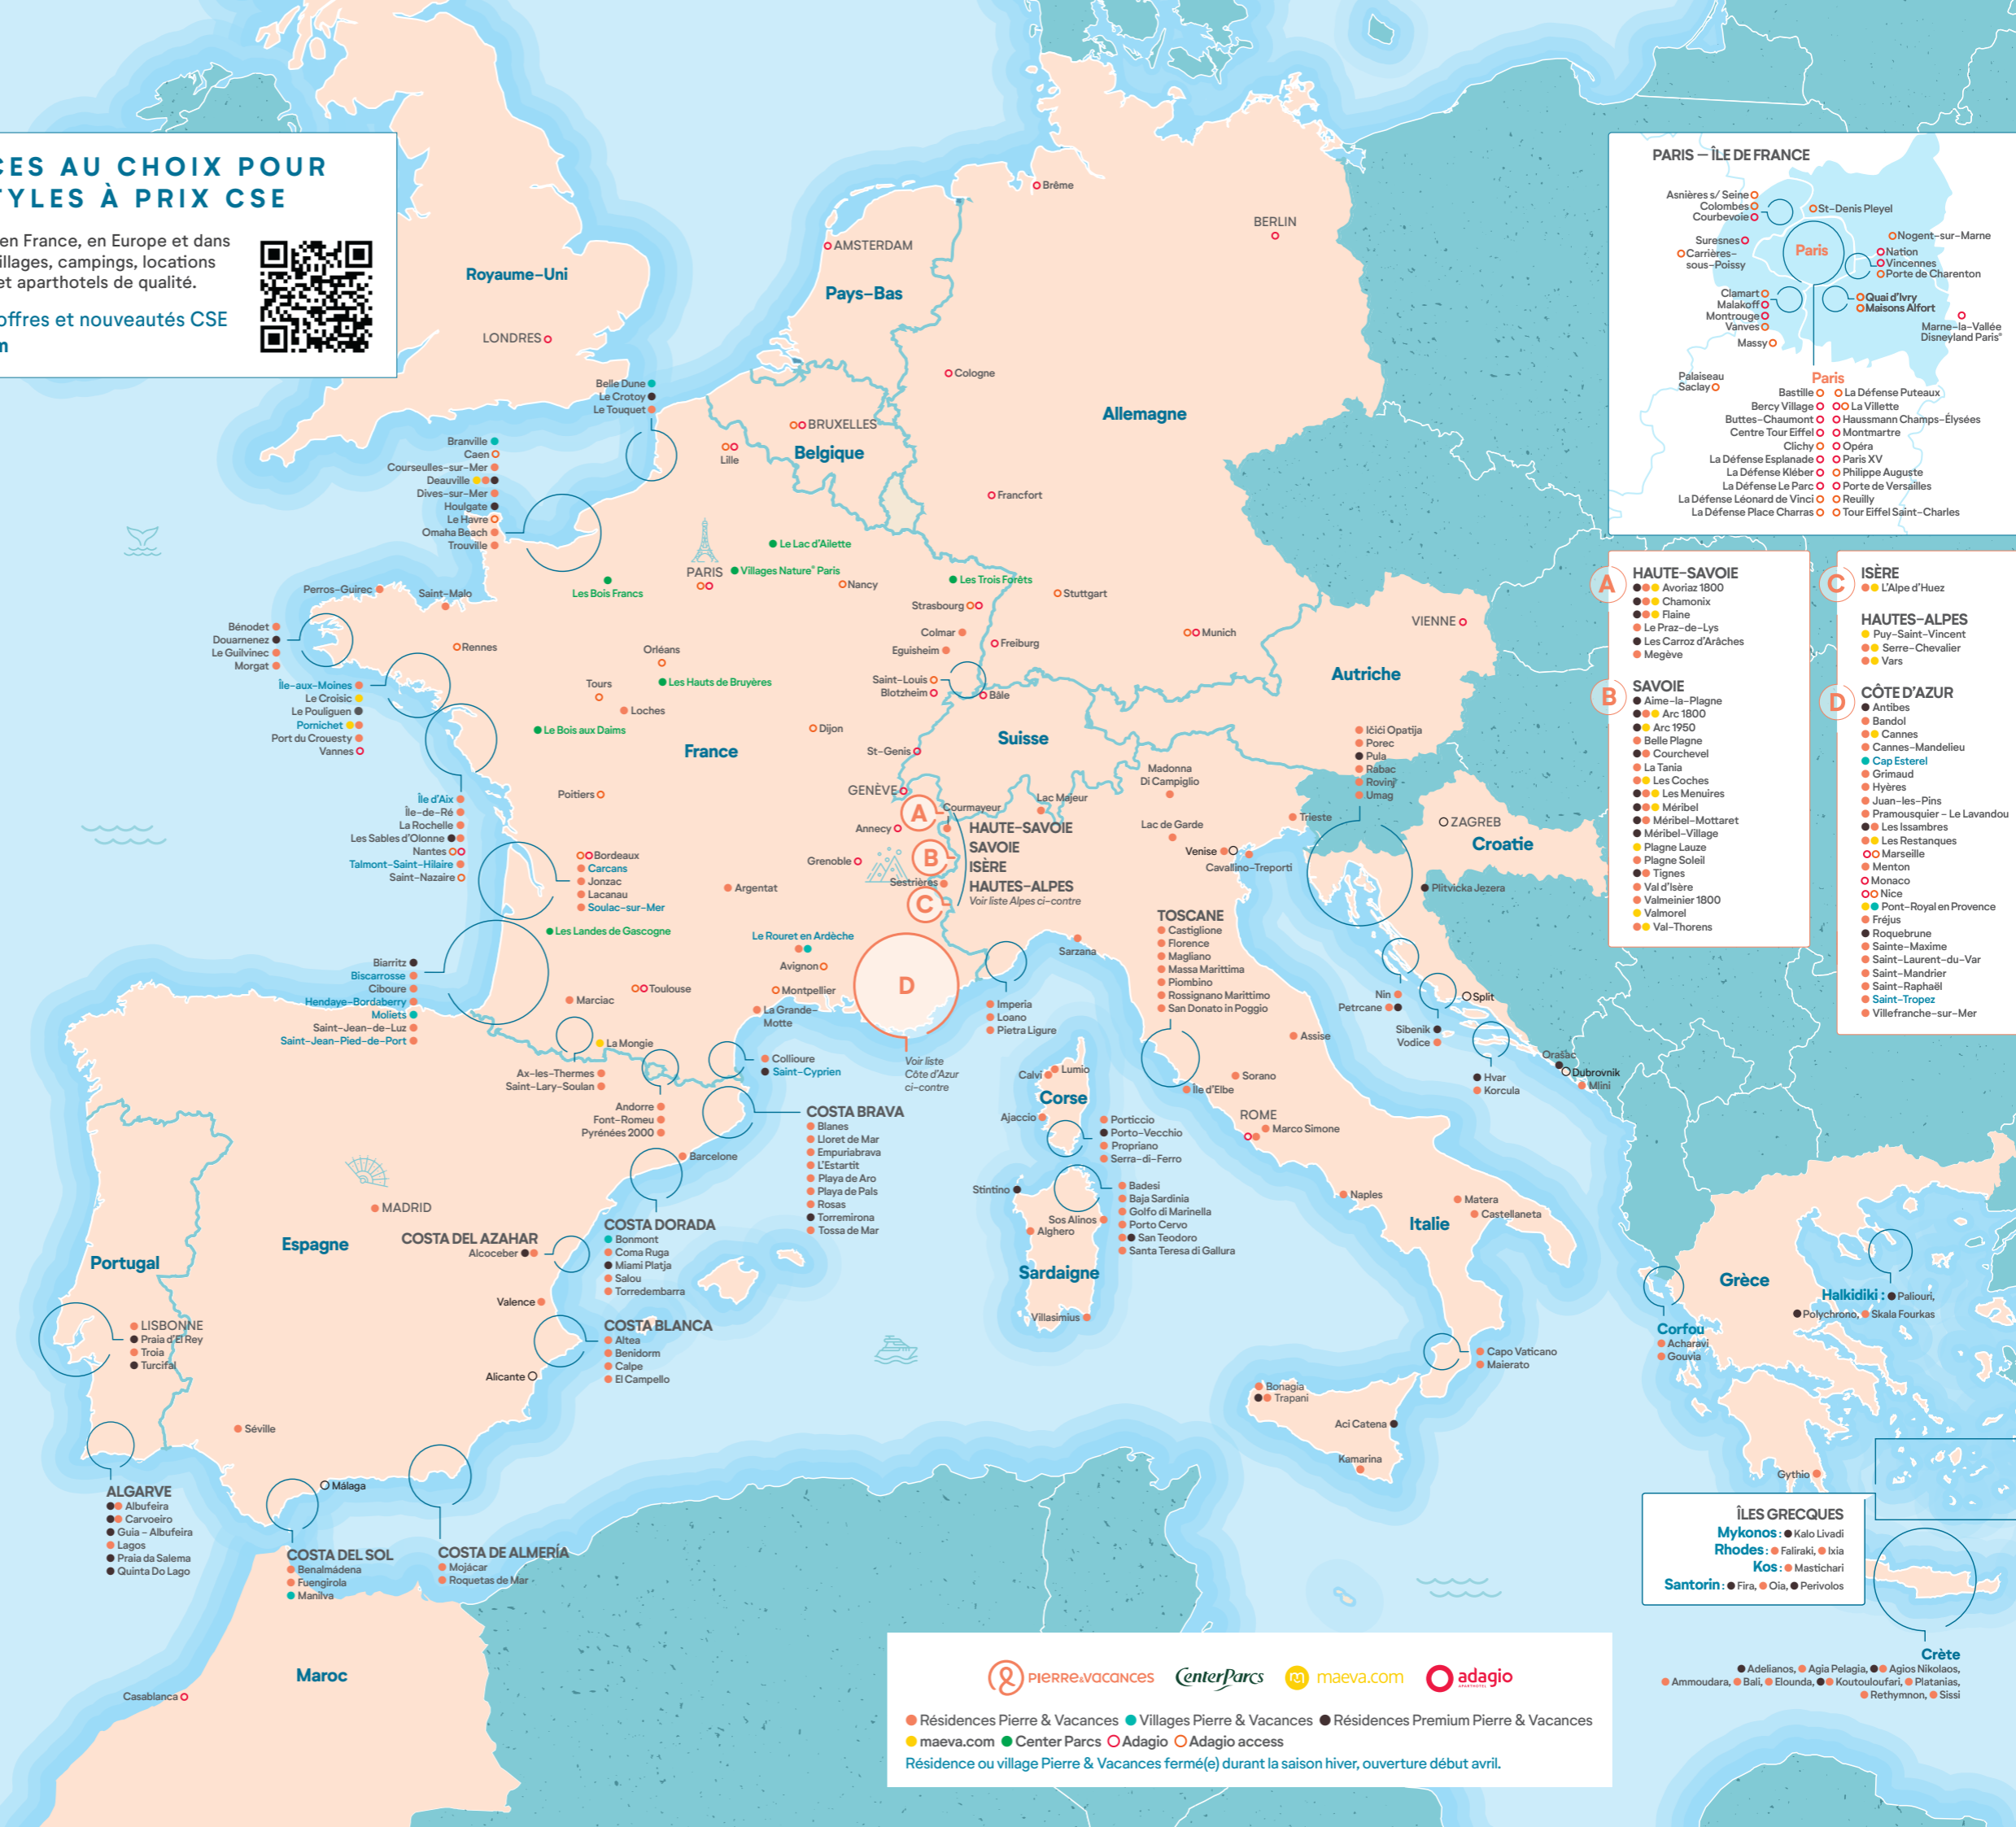 CES AU CHOIX POUR
TYLES À PRIX CSE
en France, en Europe et dans
illages, campings, locations
et aparthotels de qualité.
offres et nouveautés CSE
m
Royaume-Uni
LONDRES
AMSTERDAM
Pays-Bas
Brême
BERLIN
Cologne
Allemagne
BRUXELLES
Belgique
Lille
Francfort
Belle Dune
Le Crotoy
Le Touquet
Branville
Caen
Courseulles-sur-Mer
Deauville
Dives-sur-Mer
Houlgate
Le Havre
Omaha Beach
Trouville
Le Lac d'Ailette
PARIS
Villages Nature® Paris
Les Bois Francs
Nancy
Les Trois Forêts
Strasbourg
Stuttgart
Colmar
Eguisheim
Freiburg
Munich
VIENNE
Saint-Louis
Blotzheim
Bâle
Autriche
Perros-Guirec
Saint-Malo
Bénodet
Douarnenez
Le Guilvinec
Morgat
Rennes
Orléans
Tours
Les Hauts de Bruyères
Loches
Le Bois aux Daims
Dijon
France
St-Genis
Suisse
GENÈVE
Île-aux-Moines
Le Croisic
Le Pouliguen
Pornichet
Port du Crouesty
Vannes
Île d'Aix
Île-de-Ré
La Rochelle
Les Sables d'Olonne
Nantes
Talmont-Saint-Hilaire
Saint-Nazaire
Poitiers
Annecy
Grenoble
A
B
C
Courmayeur
Sestrières
HAUTE-SAVOIE
SAVOIE
ISÈRE
HAUTES-ALPES
Voir liste Alpes ci-contre
Lac Majeur
Madonna
Di Campiglio
Lac de Garde
Venise
Cavallino-Treporti
Trieste
Ičići Opatija
Porec
Pula
Rabac
Rovinj
Umag
ZAGREB
Croatie
Plitvicka Jezera
Bordeaux
Carcans
Jonzac
Lacanau
Soulac-sur-Mer
Argentat
Les Landes de Gascogne
Le Rouret en Ardèche
Avignon
Montpellier
La Grande-
Motte
D
Voir liste
Côte d'Azur
ci-contre
Biarritz
Biscarrosse
Ciboure
Hendaye-Bordaberry
Moliets
Saint-Jean-de-Luz
Saint-Jean-Pied-de-Port
Toulouse
Marciac
La Mongie
Ax-les-Thermes
Saint-Lary-Soulan
Andorre
Font-Romeu
Pyrénées 2000
Collioure
Saint-Cyprien
Imperia
Loano
Pietra Ligure
Sarzana
TOSCANE
Castiglione
Florence
Magliano
Massa Marittima
Piombino
Rossignano Marittimo
San Donato in Poggio
Assise
Sorano
Île d'Elbe
ROME
Marco Simone
Nin
Petrcane
Split
Sibenik
Vodice
Hvar
Korcula
Orašac
Dubrovnik
Mlini
Calvi
Lumio
Corse
Ajaccio
Porticcio
Porto-Vecchio
Propriano
Serra-di-Ferro
Stintino
Badesi
Baja Sardinia
Golfo di Marinella
Porto Cervo
San Teodoro
Santa Teresa di Gallura
Sos Alinos
Alghero
Sardaigne
Villasimius
Naples
Matera
Castellaneta
Italie
Capo Vaticano
Maierato
Bonagia
Trapani
Aci Catena
Kamarina
COSTA BRAVA
Blanes
Lloret de Mar
Empuriabrava
L'Estartit
Playa de Aro
Playa de Pals
Rosas
Torremirona
Tossa de Mar
Barcelone
COSTA DORADA
Bonmont
Coma Ruga
Miami Platja
Salou
Torredembarra
COSTA DEL AZAHAR
Alcoceber
Valence
COSTA BLANCA
Altea
Benidorm
Calpe
El Campello
Alicante
MADRID
Espagne
Portugal
LISBONNE
Praia d'El Rey
Troia
Turcifal
Séville
Málaga
ALGARVE
Albufeira
Carvoeiro
Guia - Albufeira
Lagos
Praia da Salema
Quinta Do Lago
COSTA DEL SOL
Benalmádena
Fuengirola
Manilva
COSTA DE ALMERÍA
Mojácar
Roquetas de Mar
Maroc
Casablanca
Grèce
Halkidiki : Paliouri,
Polychrono, Skala Fourkas
Corfou
Acharavi
Gouvia
Gythio
ÎLES GRECQUES
Mykonos : Kalo Livadi
Rhodes : Faliraki, Ixia
Kos : Mastichari
Santorin : Fira, Oia, Perivolos
Crète
Adelianos, Agia Pelagia, Agios Nikolaos,
Ammoudara, Bali, Elounda, Koutouloufari, Platanias,
Rethymnon, Sissi
PARIS – ÎLE DE FRANCE
Asnières s/ Seine
Colombes
Courbevoie
St-Denis Pleyel
Suresnes
Carrières-
sous-Poissy
Paris
Nogent-sur-Marne
Nation
Vincennes
Porte de Charenton
Clamart
Malakoff
Montrouge
Vanves
Massy
Quai d'Ivry
Maisons Alfort
Marne-la-Vallée
Disneyland Paris®
Palaiseau
Saclay
Paris
Bastille
La Défense Puteaux
Bercy Village
La Villette
Buttes-Chaumont
Haussmann Champs-Élysées
Centre Tour Eiffel
Montmartre
Clichy
Opéra
La Défense Esplanade
Paris XV
La Défense Kléber
Philippe Auguste
La Défense Le Parc
Porte de Versailles
La Défense Léonard de Vinci
Reuilly
La Défense Place Charras
Tour Eiffel Saint-Charles
A
HAUTE-SAVOIE
Avoriaz 1800
Chamonix
Flaine
Le Praz-de-Lys
Les Carroz d'Arâches
Megève
B
SAVOIE
Aime-la-Plagne
Arc 1800
Arc 1950
Belle Plagne
Courchevel
La Tania
Les Coches
Les Menuires
Méribel
Méribel-Mottaret
Méribel-Village
Plagne Lauze
Plagne Soleil
Tignes
Val d'Isère
Valmeinier 1800
Valmorel
Val-Thorens
C
ISÈRE
L'Alpe d'Huez
HAUTES-ALPES
Puy-Saint-Vincent
Serre-Chevalier
Vars
D
CÔTE D'AZUR
Antibes
Bandol
Cannes
Cannes-Mandelieu
Cap Esterel
Grimaud
Hyères
Juan-les-Pins
Pramousquier - Le Lavandou
Les Issambres
Les Restanques
Marseille
Menton
Monaco
Nice
Pont-Royal en Provence
Fréjus
Roquebrune
Sainte-Maxime
Saint-Laurent-du-Var
Saint-Mandrier
Saint-Raphaël
Saint-Tropez
Villefranche-sur-Mer
PIERRE & VACANCES
CenterParcs
m maeva.com
adagio
APARTHOTEL
Résidences Pierre & Vacances Villages Pierre & Vacances Résidences Premium Pierre & Vacances
maeva.com Center Parcs Adagio Adagio access
Résidence ou village Pierre & Vacances fermé(e) durant la saison hiver, ouverture début avril.